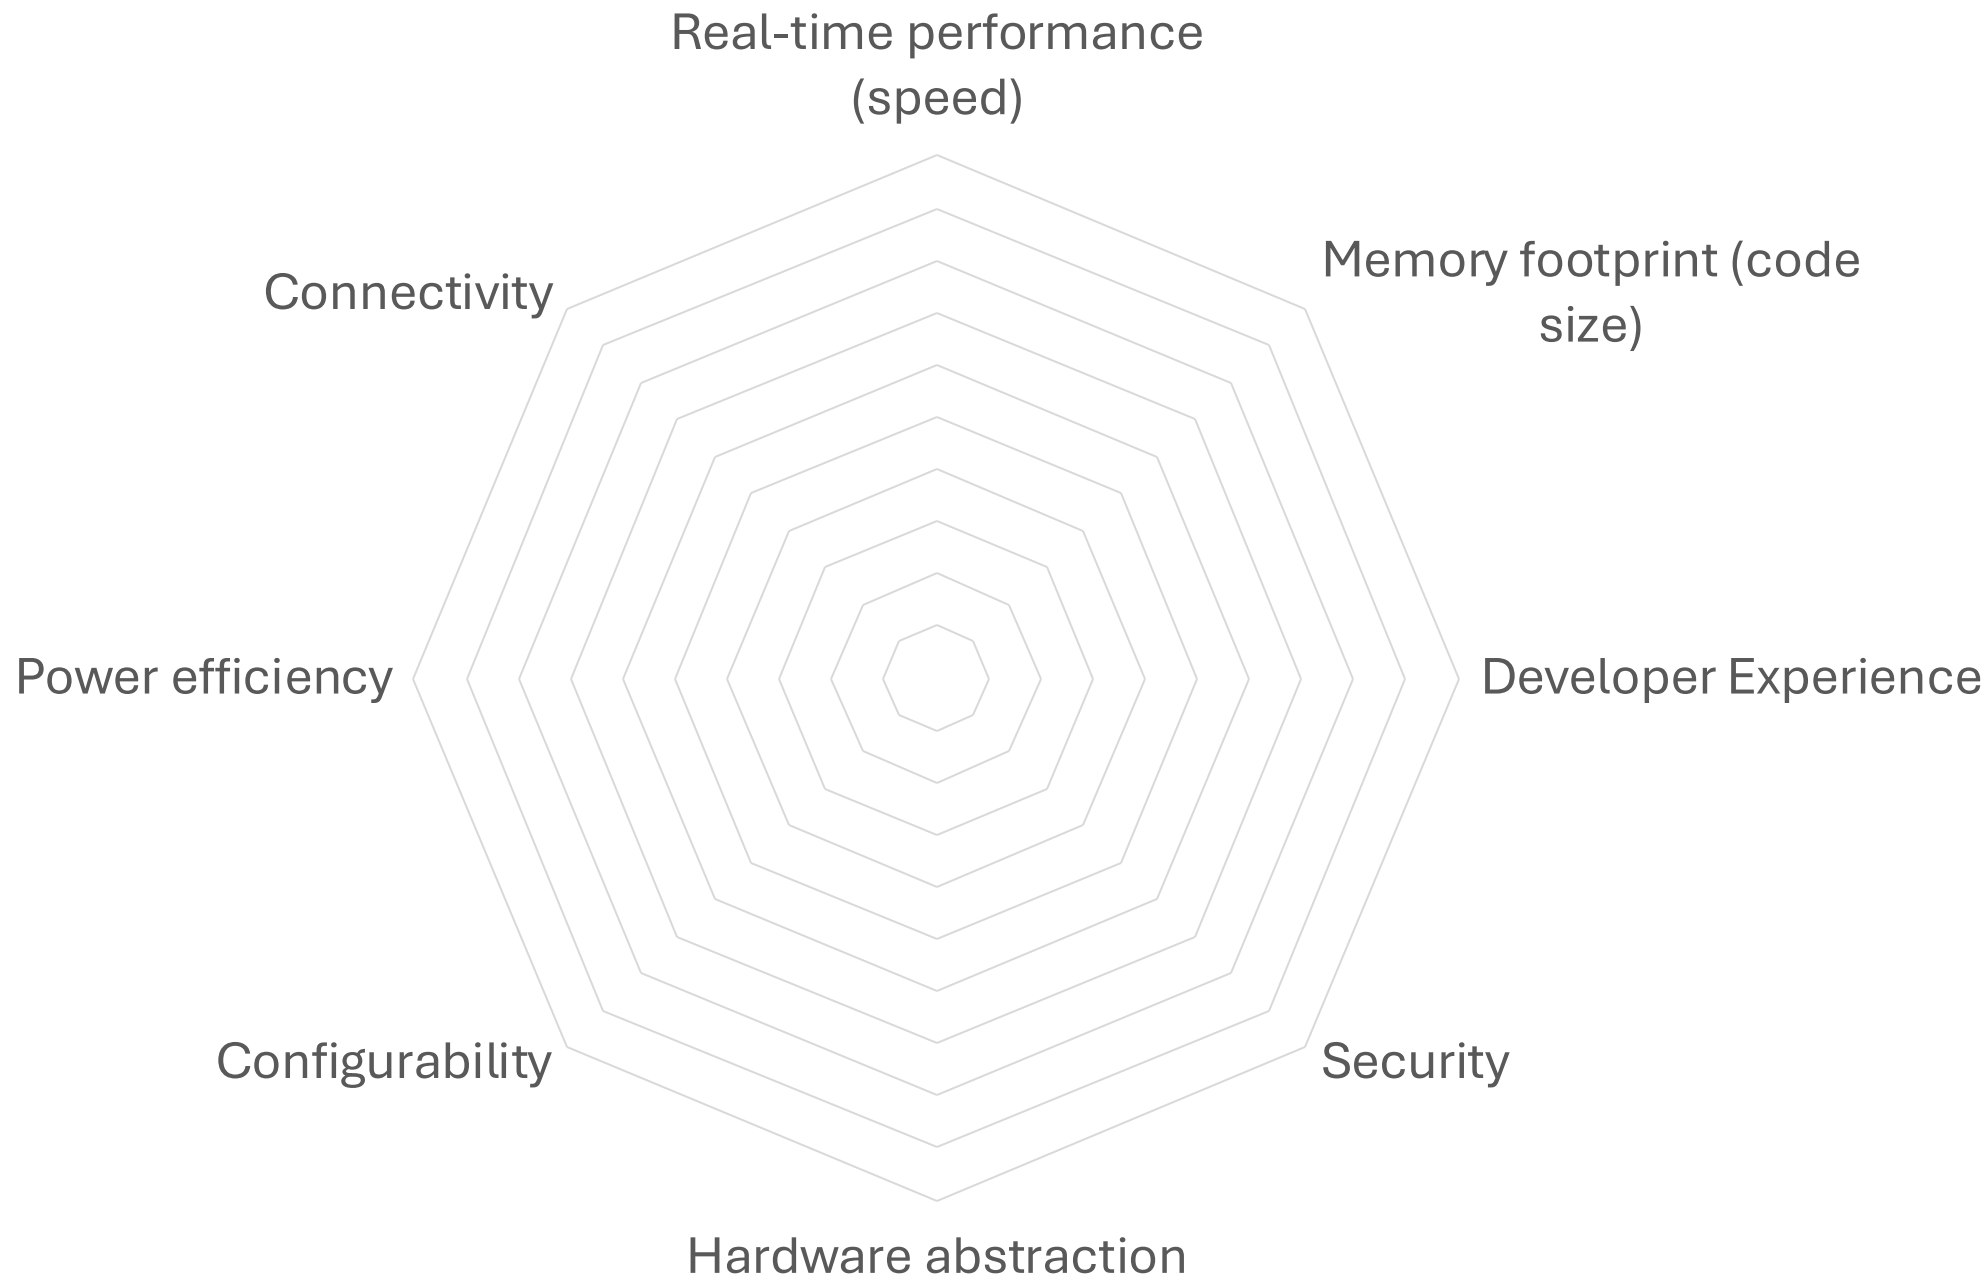 Real-time performance
(speed)
Memory footprint (code
size)
Connectivity
Power efficiency
Developer Experience
Configurability
Security
Hardware abstraction